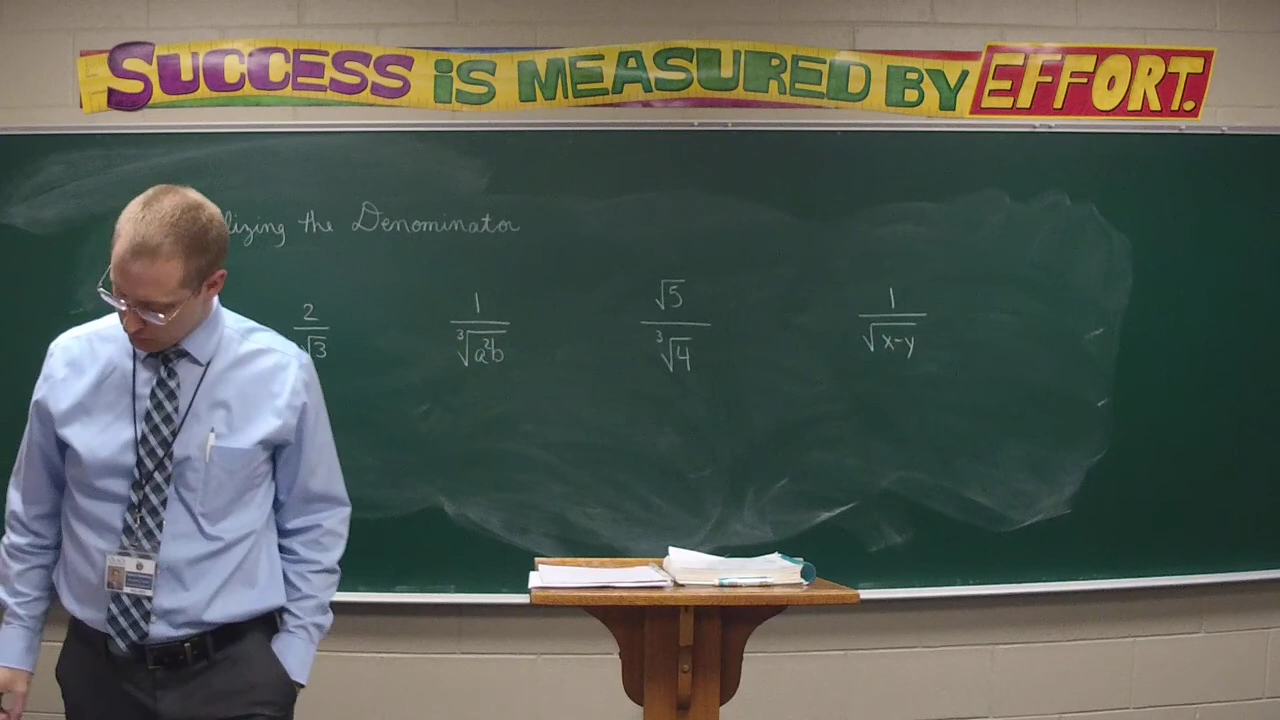 SUCCESS IS MEASURED BY EFFORT.
lizing the Denominator
2/√3
1/∛(a²b)
√5/∛4
1/√(x-y)